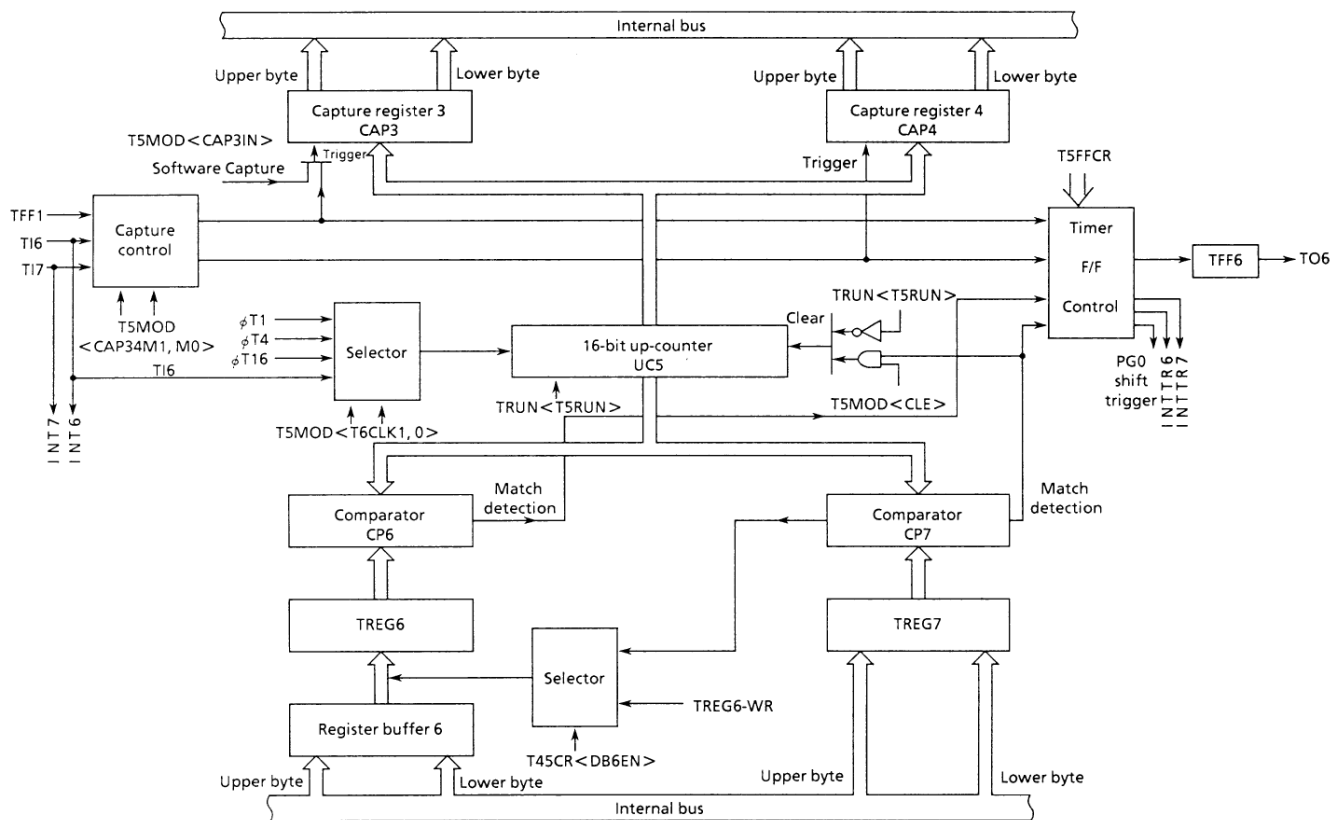 Internal bus
Upper byte
Lower byte
Upper byte
Lower byte
Capture register 3
CAP3
Capture register 4
CAP4
T5MOD<CAP3IN>
Trigger
Software Capture
Trigger
T5FFCR
TFF1
TI6
TI7
Capture
control
Timer
F/F
Control
TFF6
TO6
T5MOD
<CAP34M1, M0>
ϕT1
ϕT4
ϕT16
TI6
Selector
16-bit up-counter
UC5
Clear
TRUN<T5RUN>
T5MOD<CLE>
TRUN<T5RUN>
T5MOD<T6CLK1, 0>
INT7
INT6
PG0
shift
trigger
INTTR6
INTTR7
Comparator
CP6
Match
detection
Comparator
CP7
Match
detection
TREG6
TREG7
Selector
TREG6-WR
Register buffer 6
T45CR<DB6EN>
Upper byte
Lower byte
Upper byte
Lower byte
Internal bus